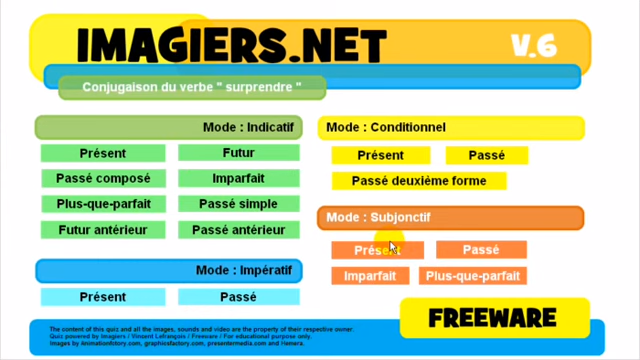 IMAGIERS.NET
V.6
Conjugaison du verbe " surprendre "
Mode : Indicatif
Présent
Futur
Passé composé
Imparfait
Plus-que-parfait
Passé simple
Futur antérieur
Passé antérieur
Mode : Impératif
Présent
Passé
Mode : Conditionnel
Présent
Passé
Passé deuxième forme
Mode : Subjonctif
Présent
Passé
Imparfait
Plus-que-parfait
FREEWARE
The content of this quiz and all the images, sounds and video are the property of their respective owner.
Quiz powered by Imagiers / Vincent Lefrançois / Freeware / For educational purpose only.
Images by Animationfctory.com, graphicsfactory.com, presentermedia.com and Hemera.